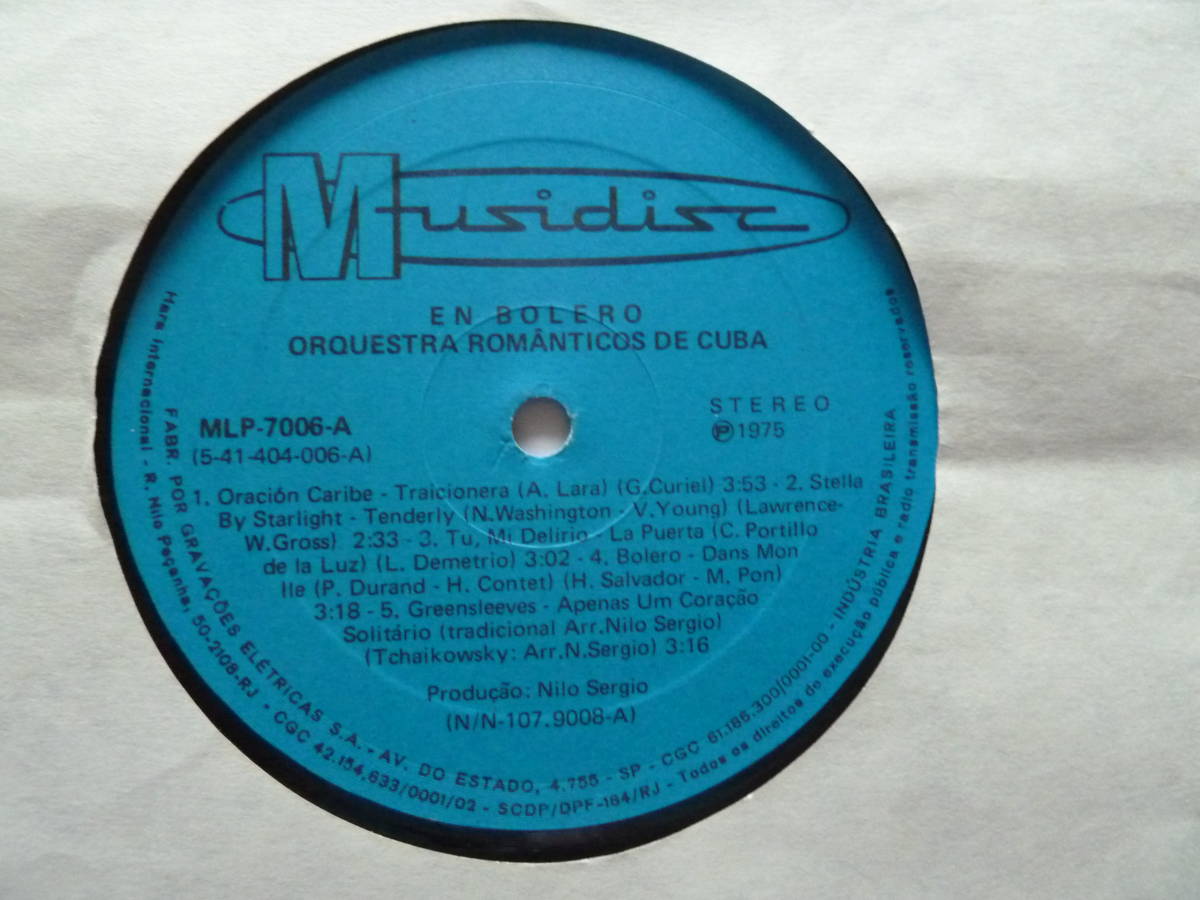 Musidisc
EN BOLERO
ORQUESTRA ROMÂNTICOS DE CUBA
MLP-7006-A
(5-41-404-006-A)
STEREO
Ⓟ1975
1. Oración Caribe - Traicionera (A. Lara) (G.Curiel) 3:53 - 2. Stella
By Starlight - Tenderly (N.Washington - V.Young) (Lawrence-
W.Gross) 2:33 - 3. Tu, Mi Delírio - La Puerta (C. Portillo
de la Luz) (L. Demetrio) 3:02 - 4. Bolero - Dans Mon
Ile (P. Durand - H. Contet) (H. Salvador - M. Pon)
3:18 - 5. Greensleeves - Apenas Um Coração
Solitário (tradicional Arr.Nilo Sergio)
(Tchaikowsky: Arr.N.Sergio) 3:16
Produção: Nilo Sergio
(N/N-107.9008-A)
FABR. POR GRAVAÇÕES ELÉTRICAS S.A. - AV. DO ESTADO, 4.755 - SP - CGC 61.186.300/0001-00 - INDÚSTRIA BRASILEIRA
Hara Internacional - R. Nilo Peçanha, 50-2108-RJ - CGC 42.154.633/0001/02 - SCDP/DPF-164/RJ - Todos os direitos de execução pública e radio transmissão reservados